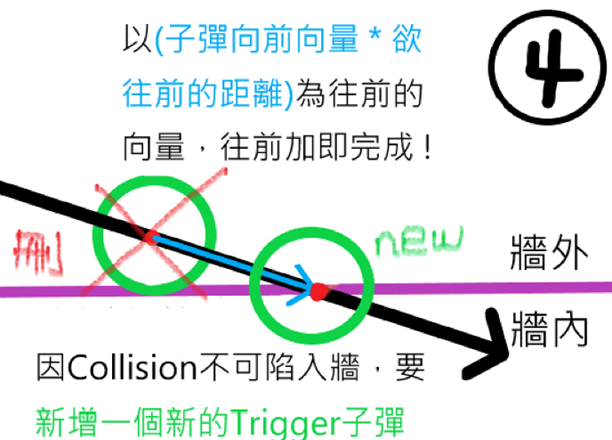 以(子彈向前向量 * 欲
往前的距離)為往前的
向量，往前加即完成！
4
刪
new
牆外
牆內
因Collision不可陷入牆，要
新增一個新的Trigger子彈